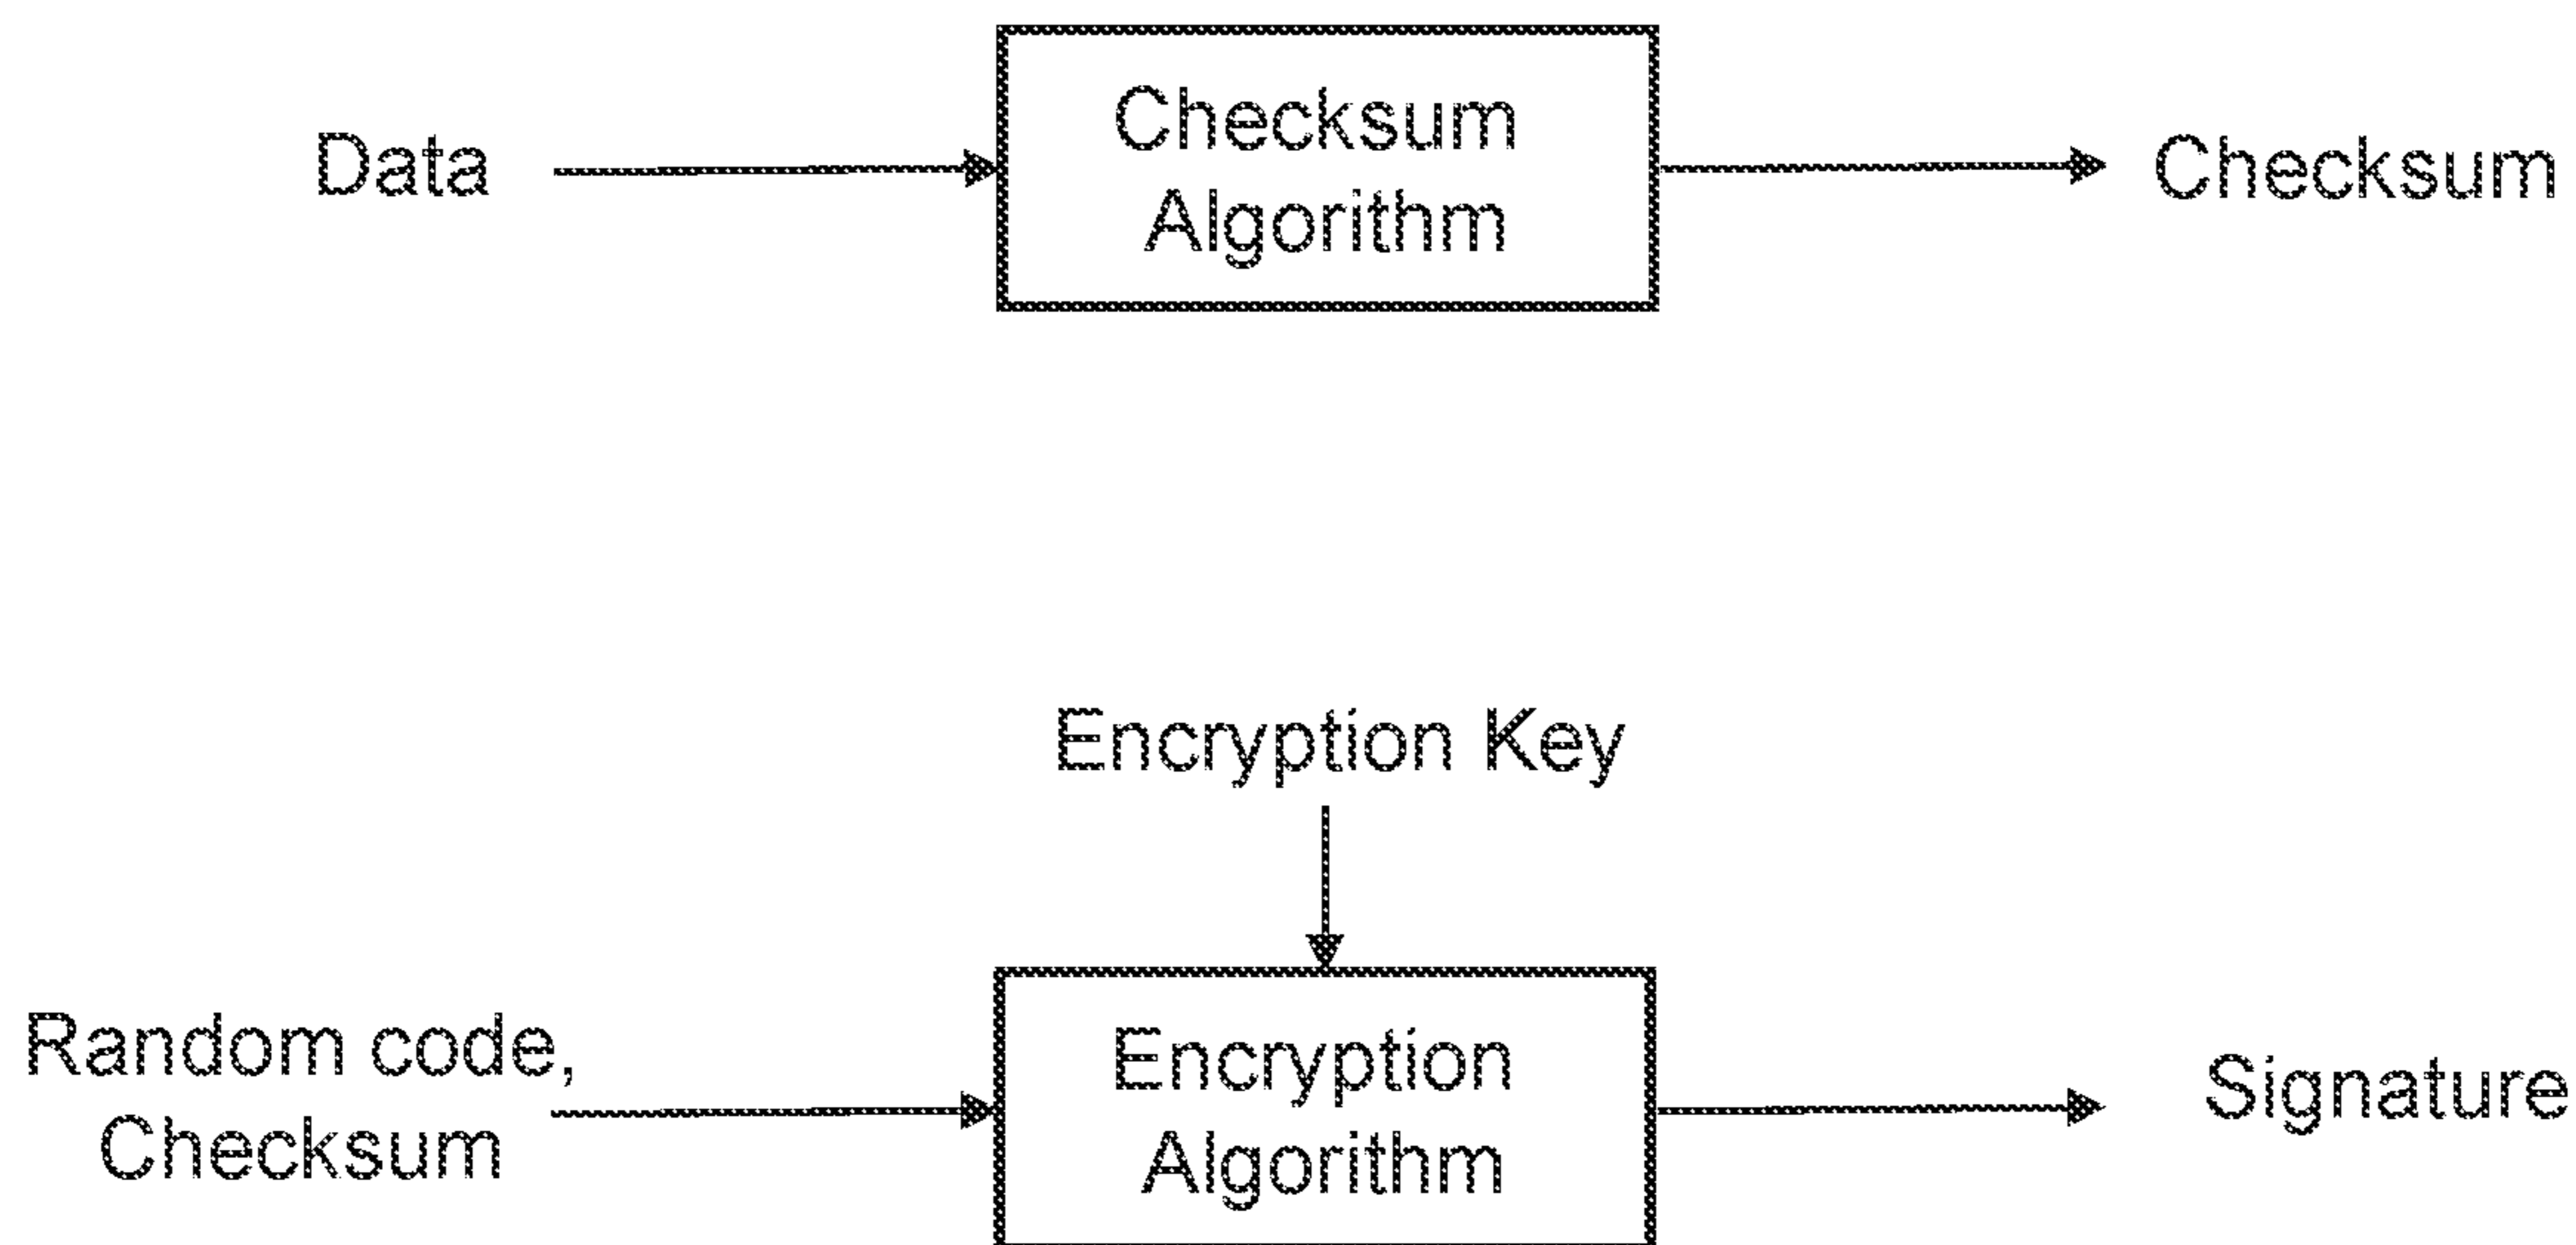 Data
Checksum
Algorithm
Checksum
Encryption Key
Random code,
Checksum
Encryption
Algorithm
Signature